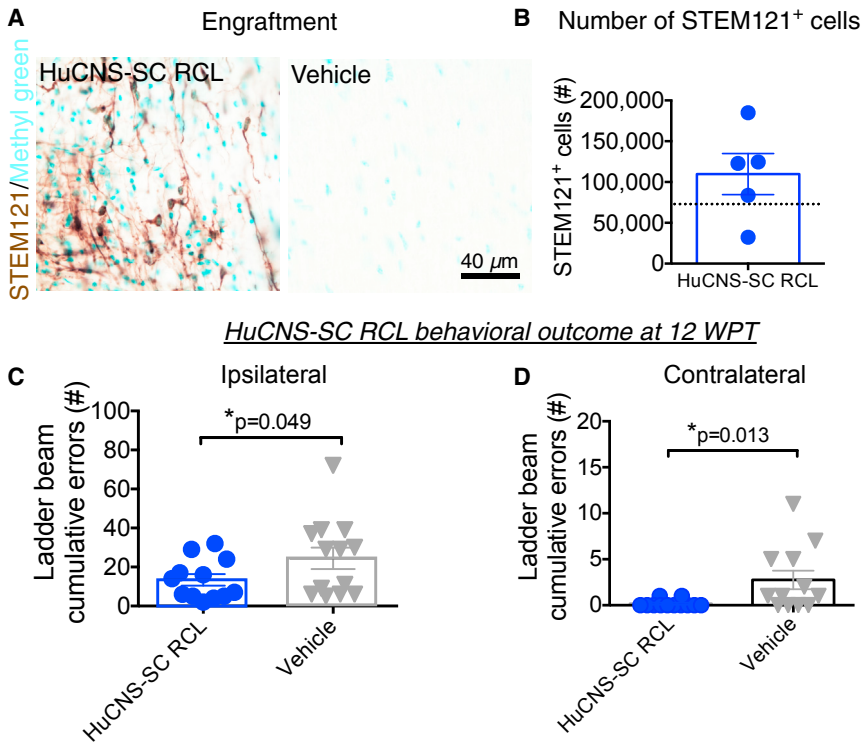 A
Engraftment
HuCNS-SC RCL
Vehicle
STEM121/Methyl green
40 µm
B
Number of STEM121⁺ cells
STEM121⁺ cells (#)
200,000
150,000
100,000
50,000
0
HuCNS-SC RCL
HuCNS-SC RCL behavioral outcome at 12 WPT
C
Ipsilateral
Ladder beam
cumulative errors (#)
100
80
60
40
20
0
*p=0.049
HuCNS-SC RCL
Vehicle
D
Contralateral
Ladder beam
cumulative errors (#)
20
15
10
5
0
*p=0.013
HuCNS-SC RCL
Vehicle